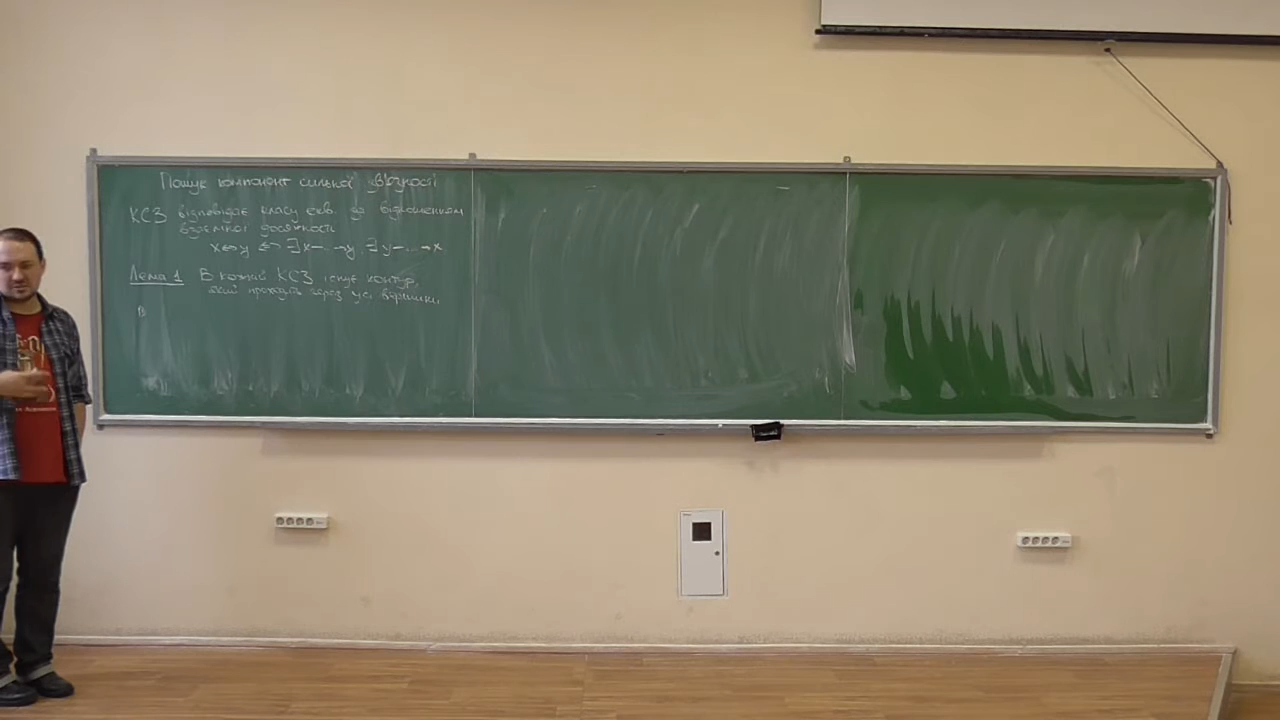 Пошук компонент сильної зв'язності
КСЗ відповідає класу екв. за відношенням
взаємної досяжності
x↔y ⇔ ∃ x→...→y, ∃ y→...→x
Лема 1 В кожній КСЗ існує контур,
який проходить через усі вершини
В